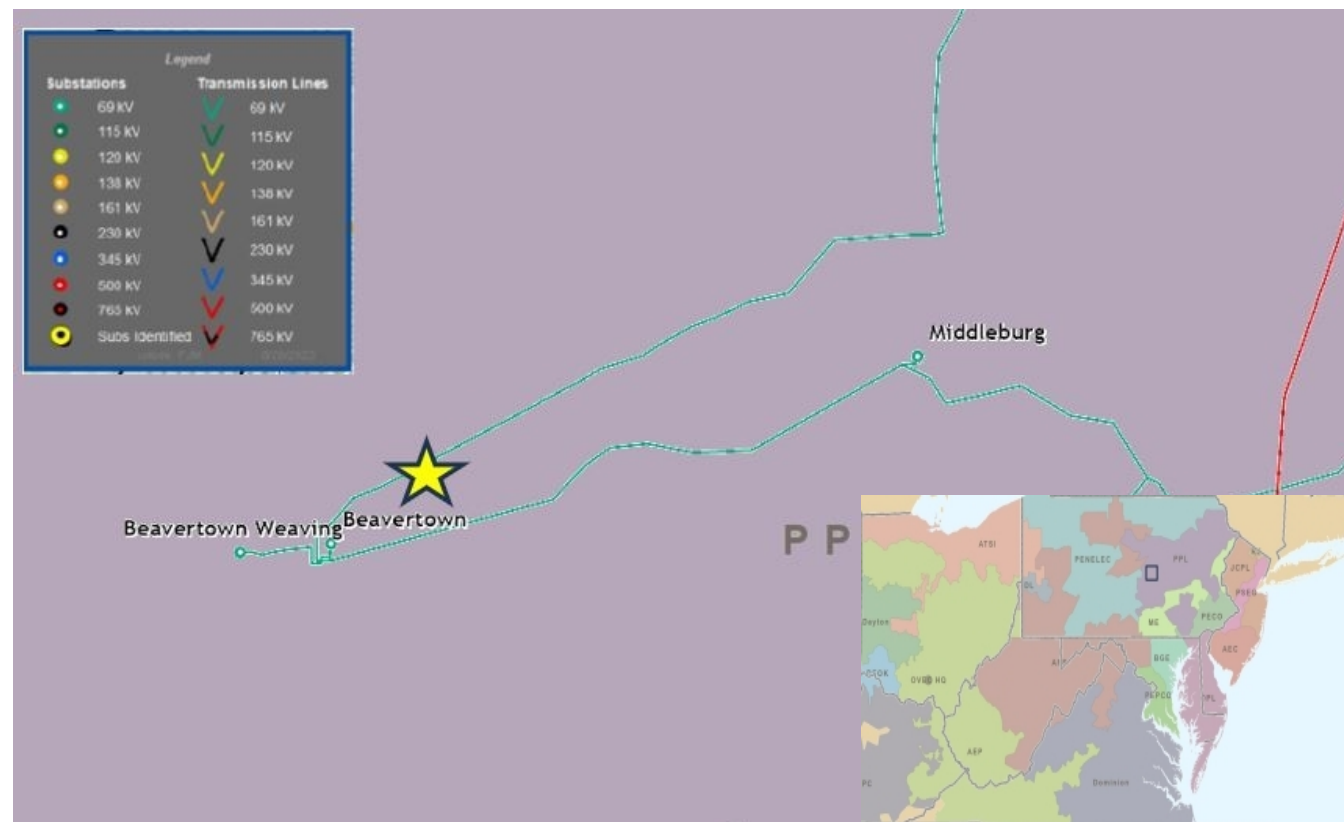 Legend
Substations Transmission Lines
69 kV 69 kV
115 kV 115 kV
120 kV 120 kV
138 kV 138 kV
161 kV 161 kV
230 kV 230 kV
345 kV 345 kV
500 kV 500 kV
765 kV 765 kV
Subs Identified
Middleburg
Beavertown Weaving
Beavertown
P P
ATSI
PENELEC
PPL
JCPL
DL
PSEG
ME
PECO
Dayton
AEC
BGE
OVEC HQ
PEPCO
DPL
AEP
Dominion